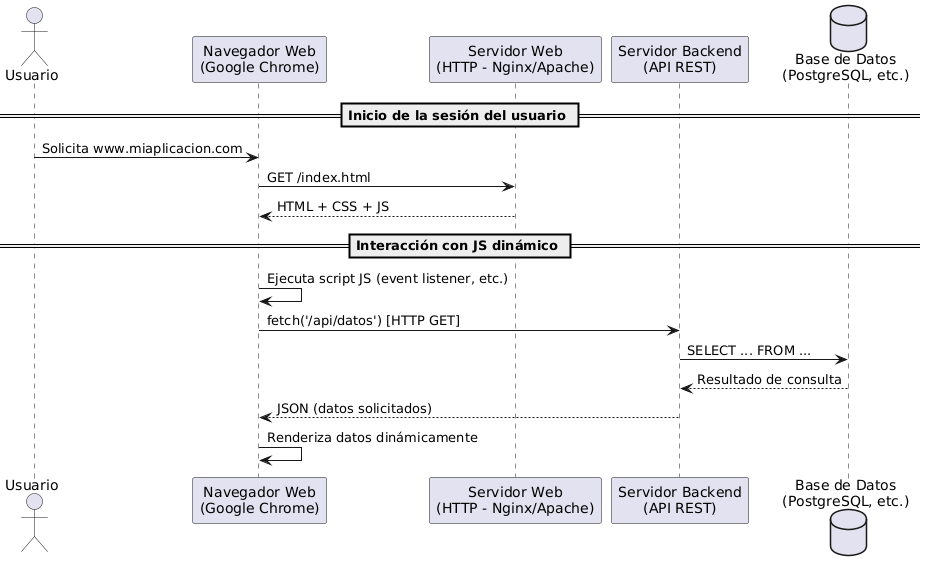 Usuario
Navegador Web
(Google Chrome)
Servidor Web
(HTTP - Nginx/Apache)
Servidor Backend
(API REST)
Base de Datos
(PostgreSQL, etc.)
Inicio de la sesión del usuario
Solicita www.miaplicacion.com
GET /index.html
HTML + CSS + JS
Interacción con JS dinámico
Ejecuta script JS (event listener, etc.)
fetch('/api/datos') [HTTP GET]
SELECT ... FROM ...
Resultado de consulta
JSON (datos solicitados)
Renderiza datos dinámicamente
Usuario
Navegador Web
(Google Chrome)
Servidor Web
(HTTP - Nginx/Apache)
Servidor Backend
(API REST)
Base de Datos
(PostgreSQL, etc.)